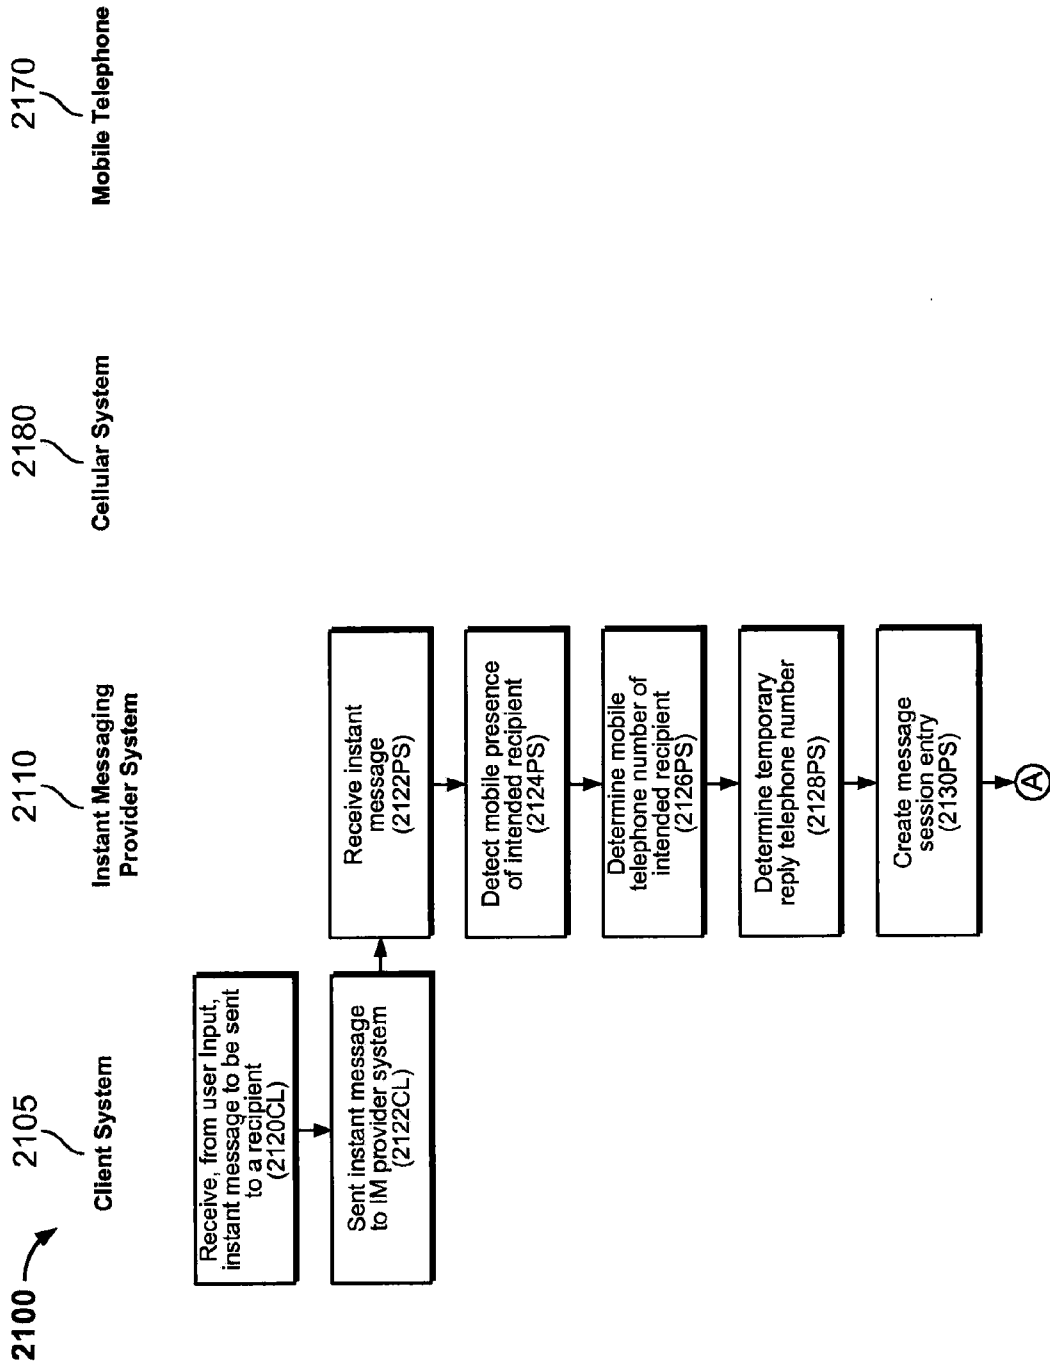 2100
2105
Client System
2110
Instant Messaging
Provider System
2180
Cellular System
2170
Mobile Telephone
Receive, from user Input,
instant message to be sent
to a recipient
(2120CL)
Sent instant message
to IM provider system
(2122CL)
Receive instant
message
(2122PS)
Detect mobile presence
of intended recipient
(2124PS)
Determine mobile
telephone number of
intended recipient
(2126PS)
Determine temporary
reply telephone number
(2128PS)
Create message
session entry
(2130PS)
A